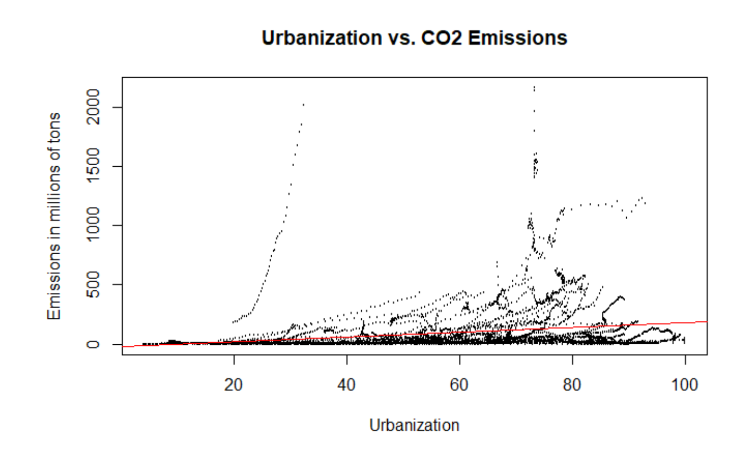 Urbanization vs. CO2 Emissions
Emissions in millions of tons
2000
1500
1000
500
0
20 40 60 80 100
Urbanization